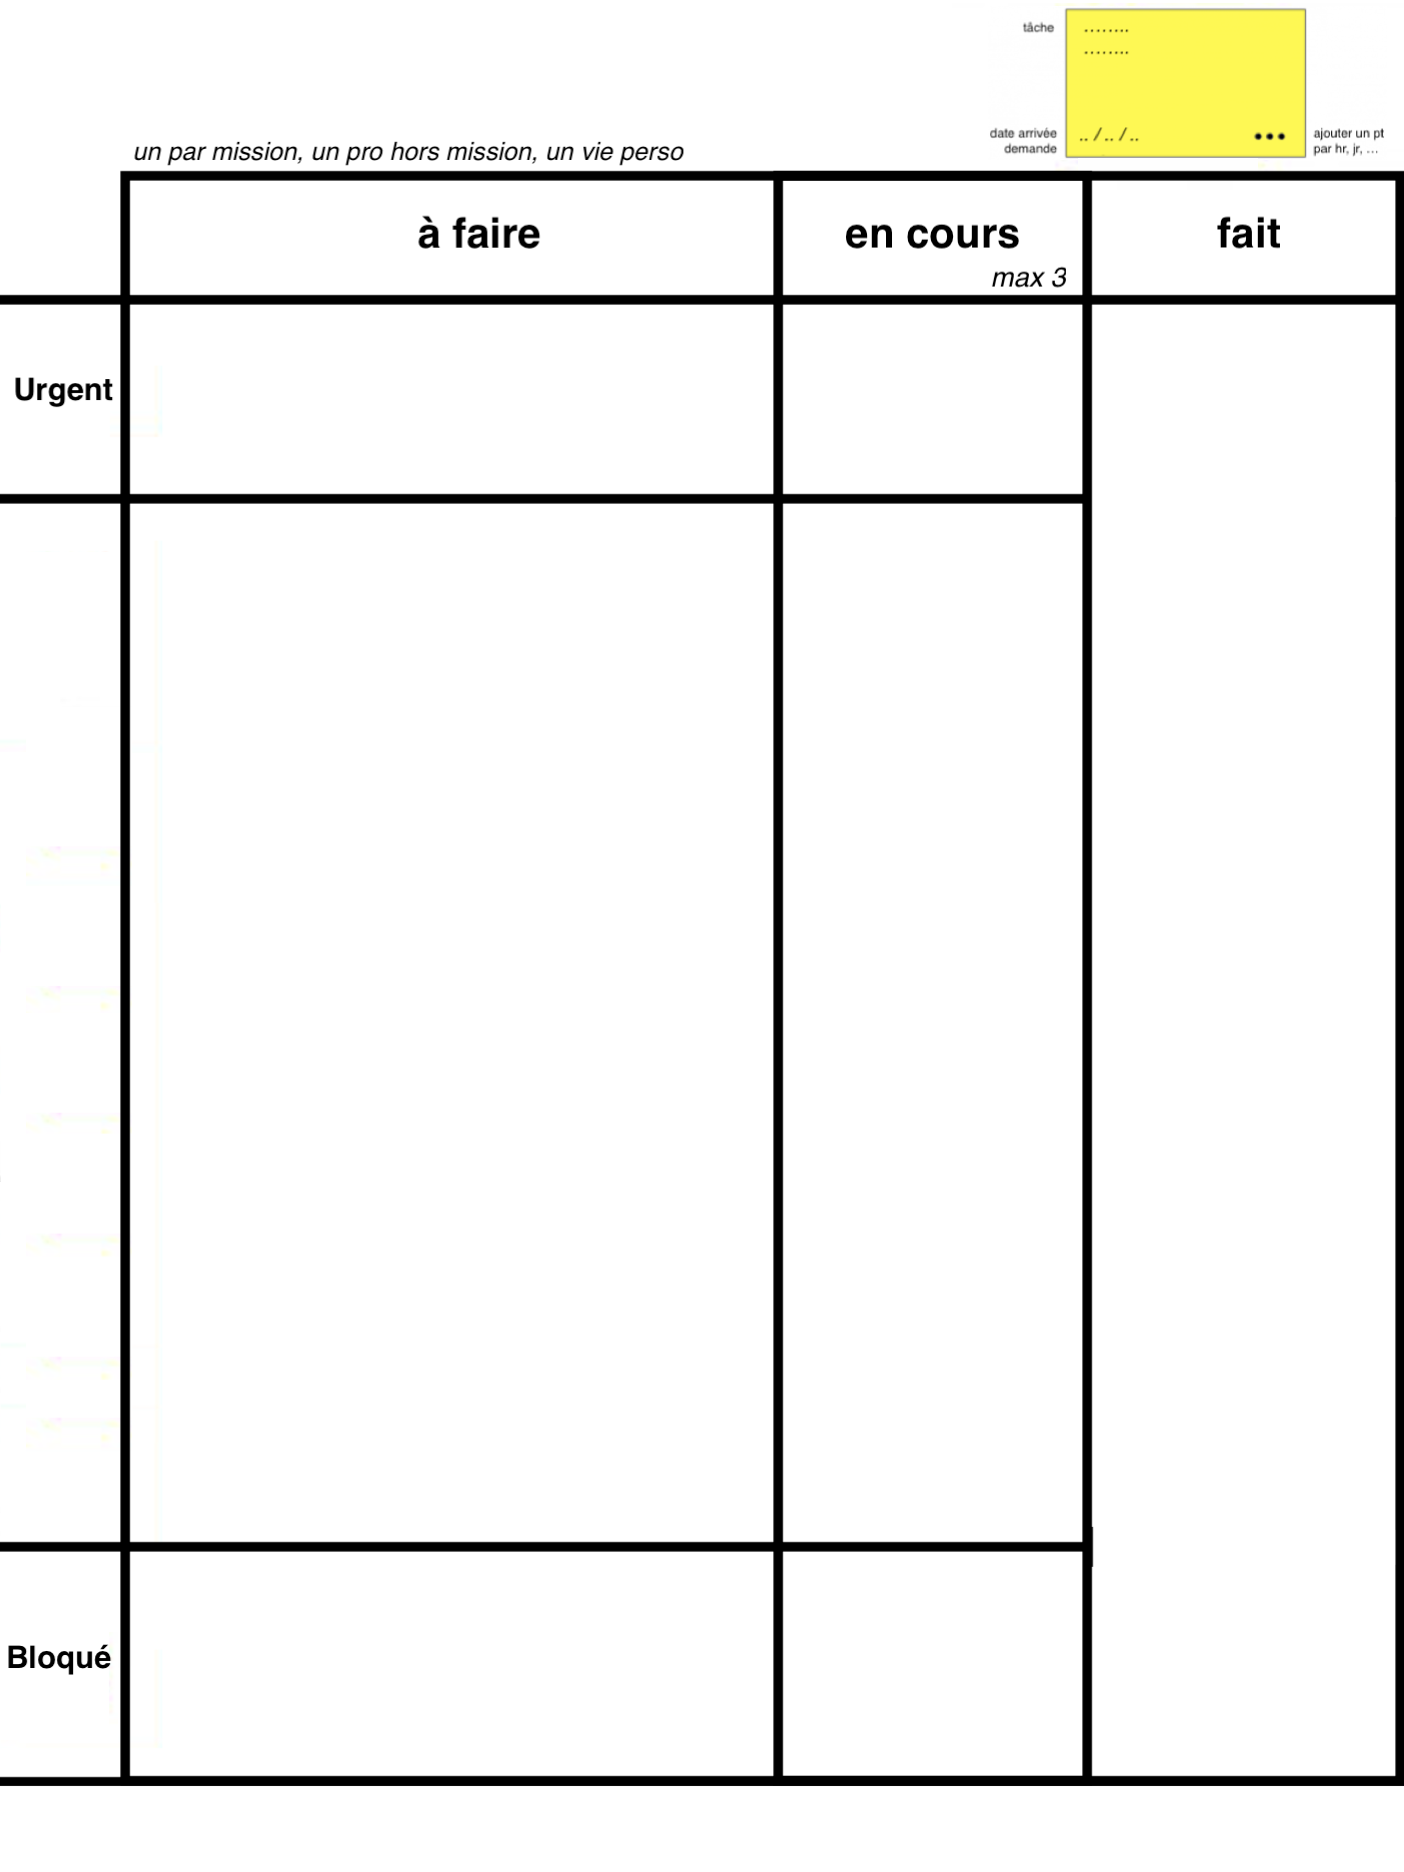 tâche
........
........
date arrivée
demande
.. / .. / ..
•••
ajouter un pt
par hr, jr, ...
un par mission, un pro hors mission, un vie perso
à faire
en cours
max 3
fait
Urgent
Bloqué